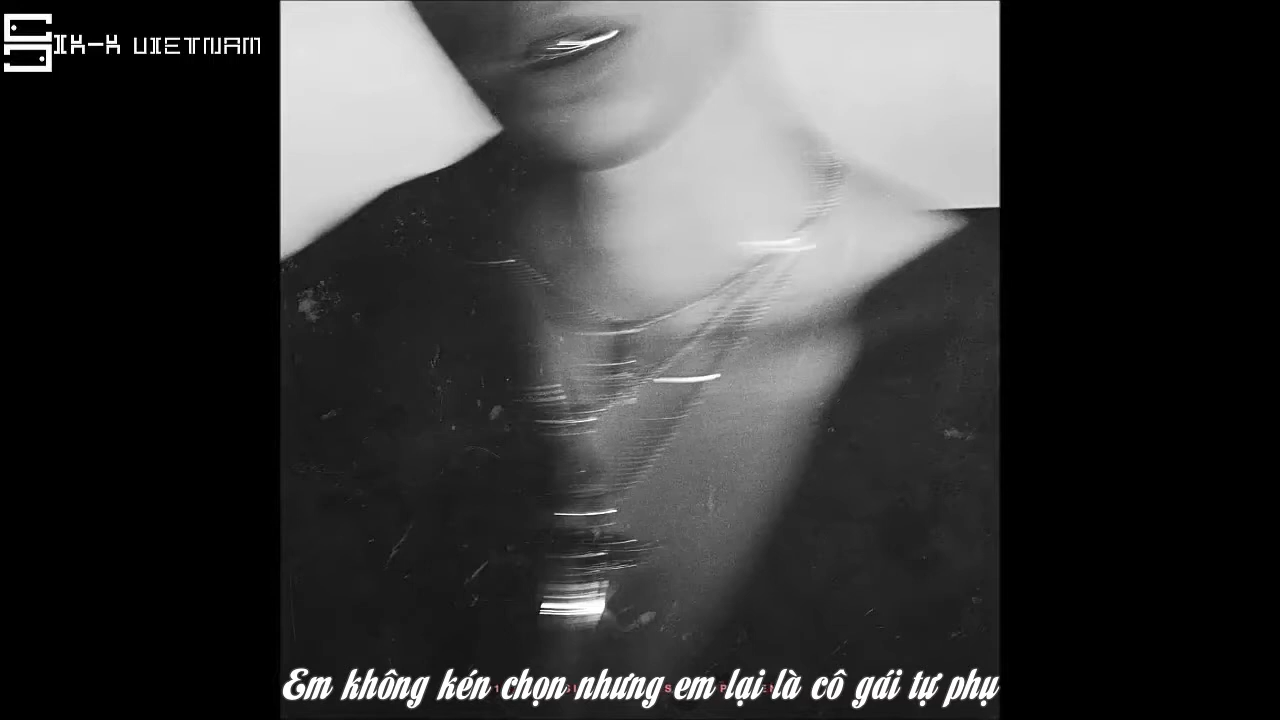 SIK-K VIETNAM
Em không kén chọn nhưng em lại là cô gái tự phụ